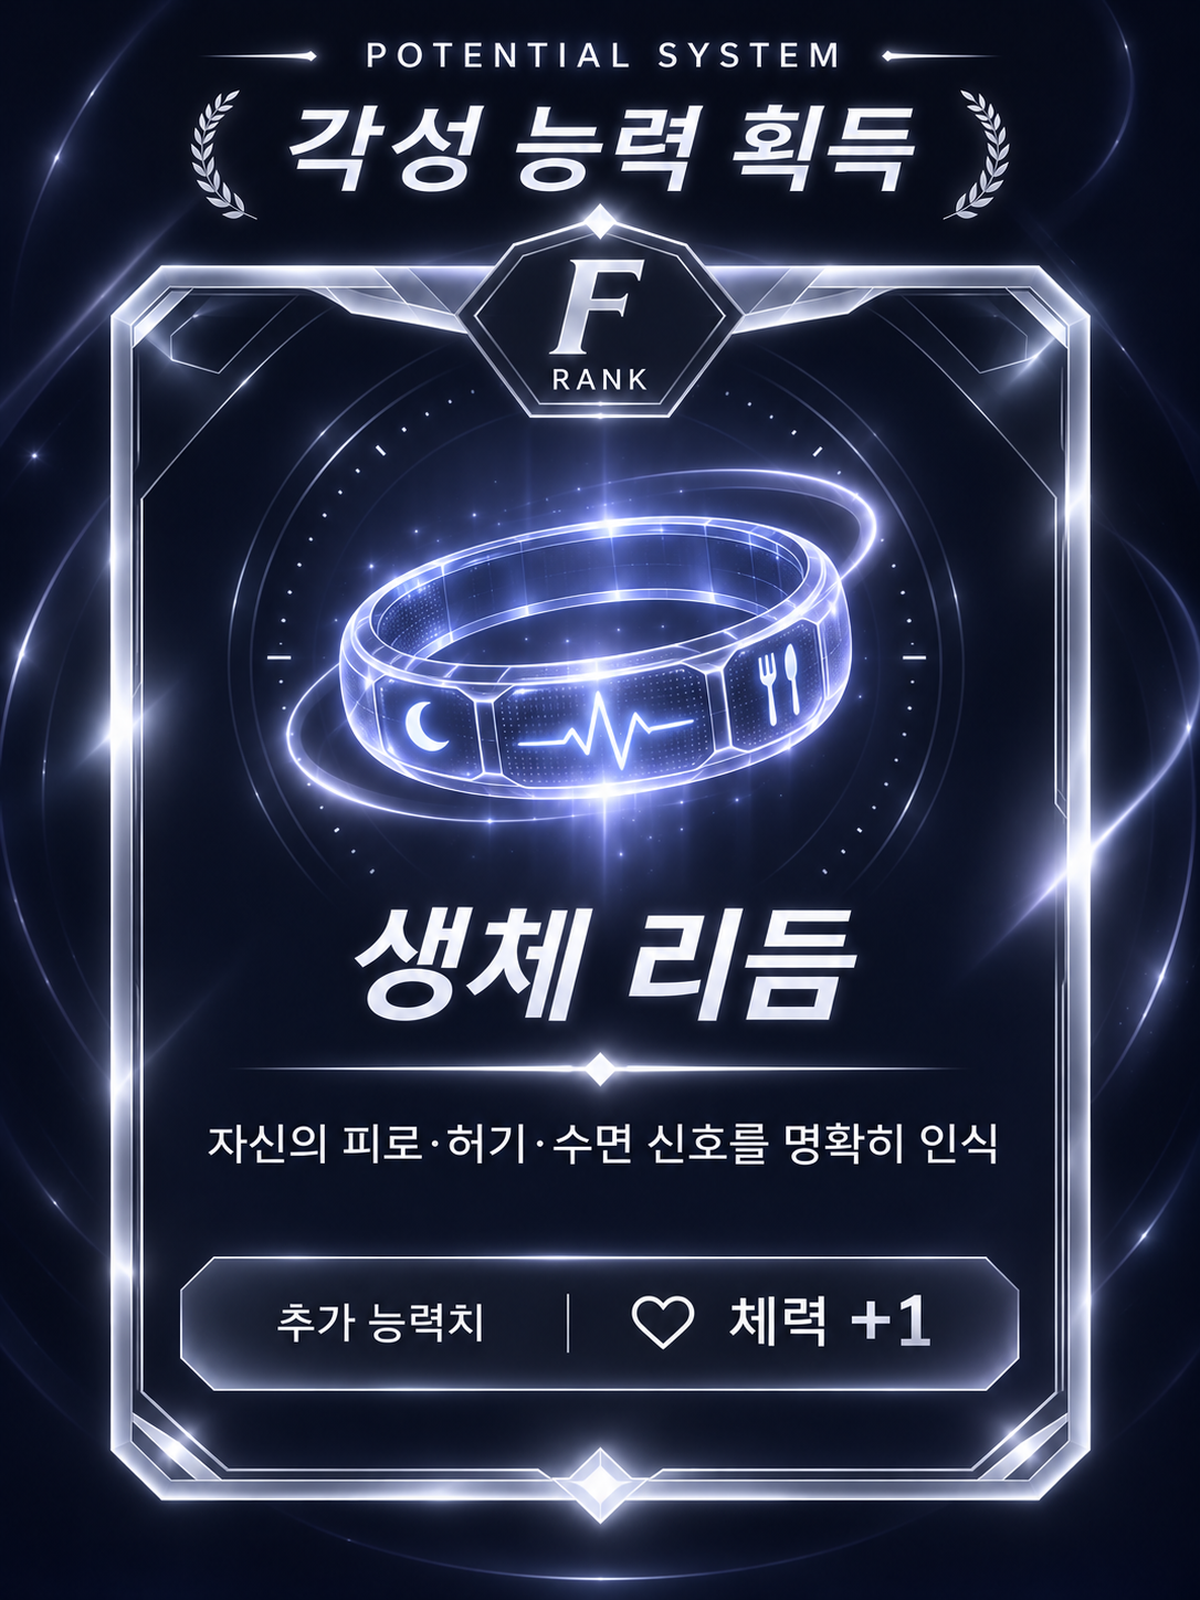 POTENTIAL SYSTEM
각성 능력 획득
F
RANK
생체 리듬
자신의 피로·허기·수면 신호를 명확히 인식
추가 능력치
체력 +1